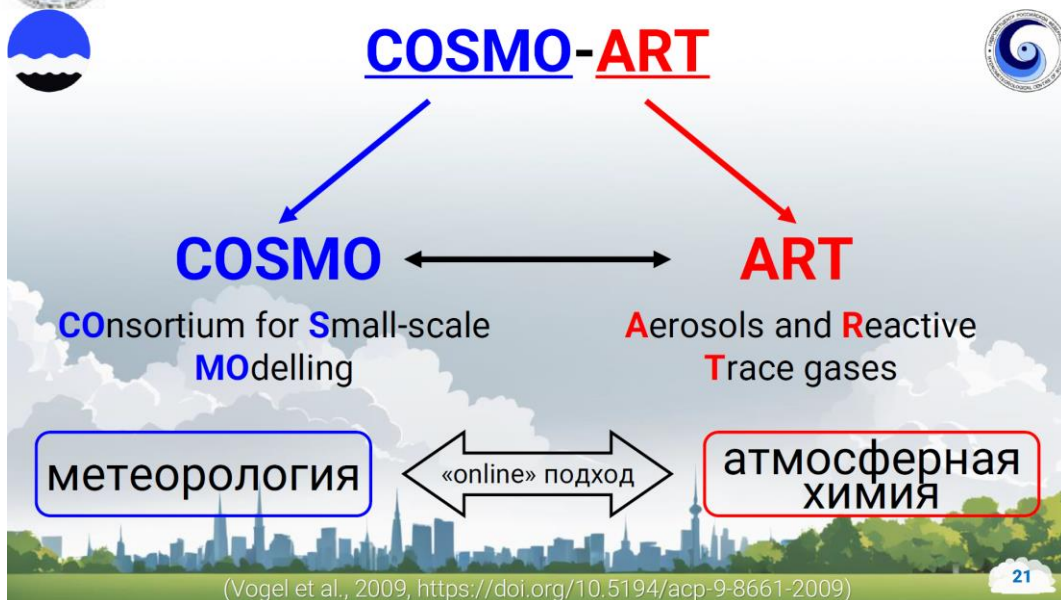 COSMO-ART
COSMO
ART
COnsortium for Small-scale
MOdelling
Aerosols and Reactive
Trace gases
метеорология
«online» подход
атмосферная
химия
(Vogel et al., 2009, https://doi.org/10.5194/acp-9-8661-2009)
21